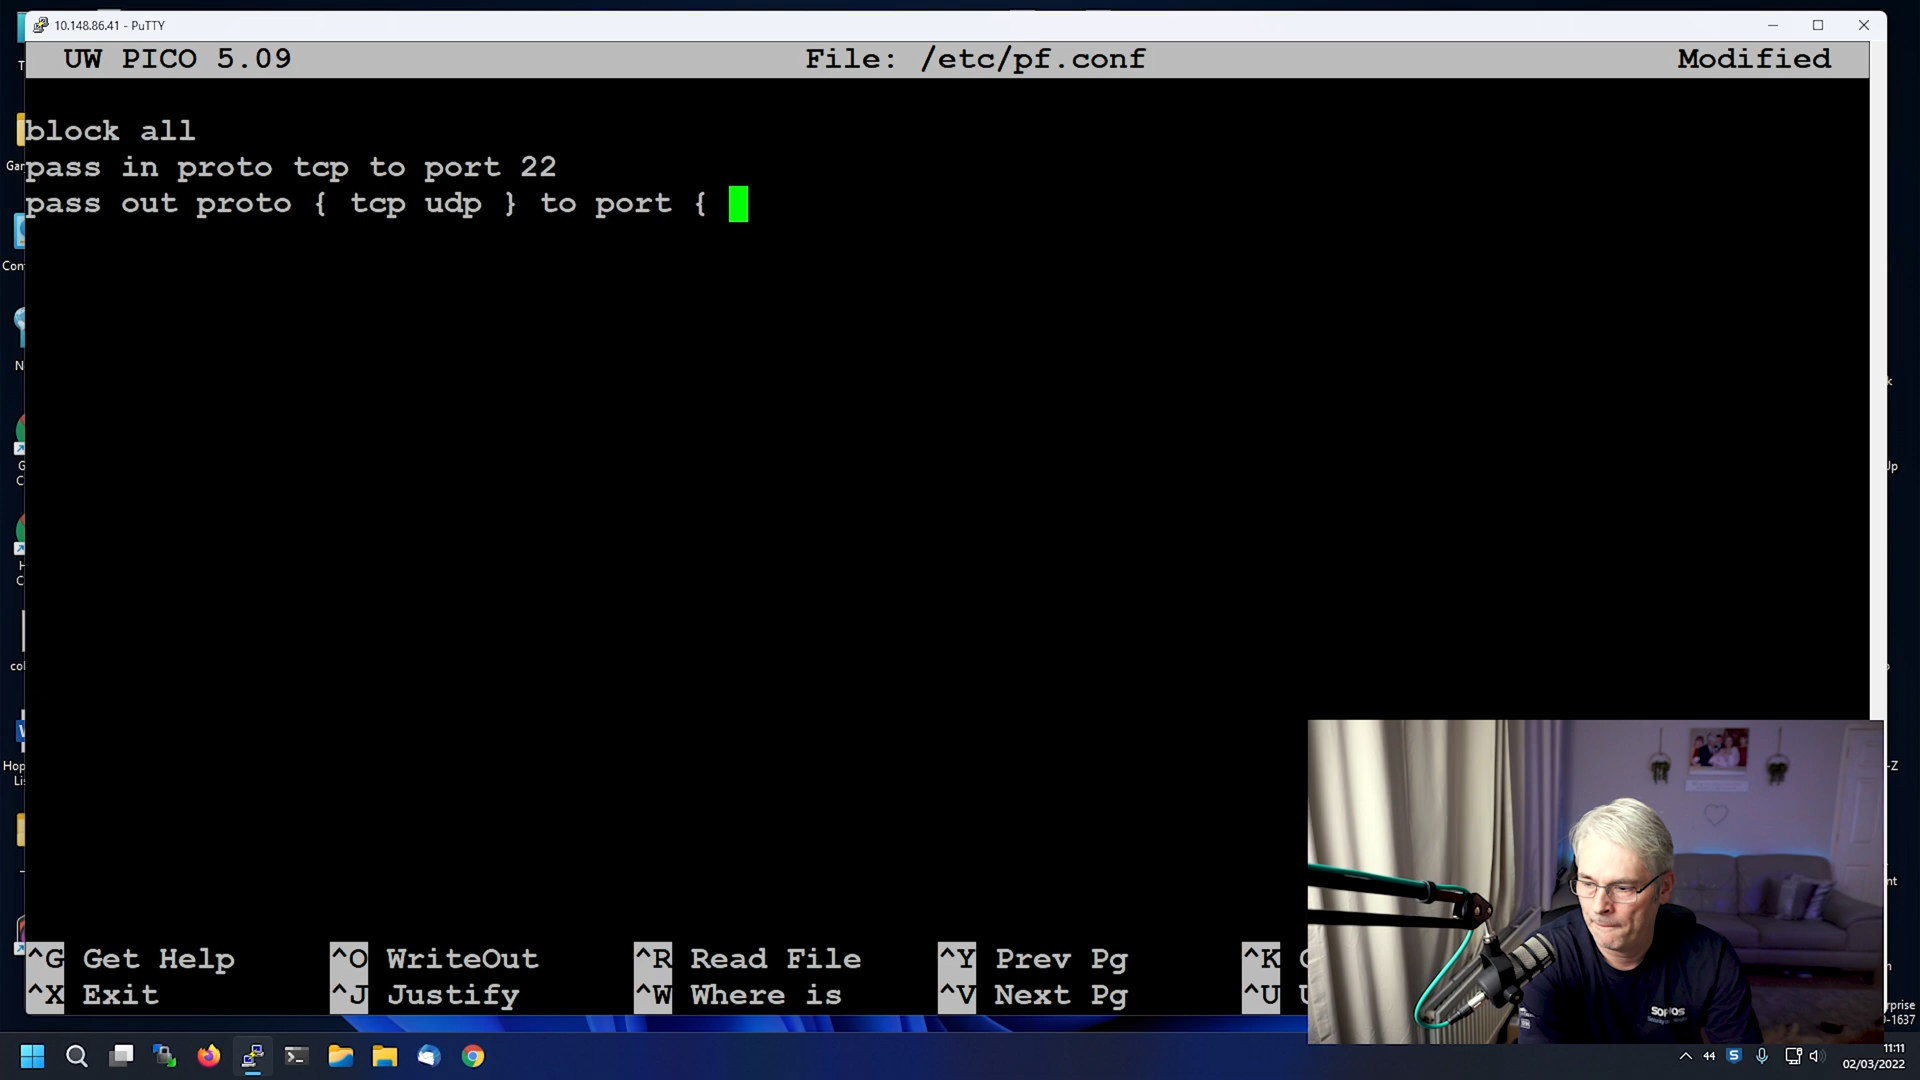 10.148.86.41 - PuTTY
UW PICO 5.09 File: /etc/pf.conf Modified
block all
pass in proto tcp to port 22
pass out proto { tcp udp } to port {
^G Get Help ^O WriteOut ^R Read File ^Y Prev Pg ^K
^X Exit ^J Justify ^W Where is ^V Next Pg ^U
SOPHOS
44
11:11
02/03/2022